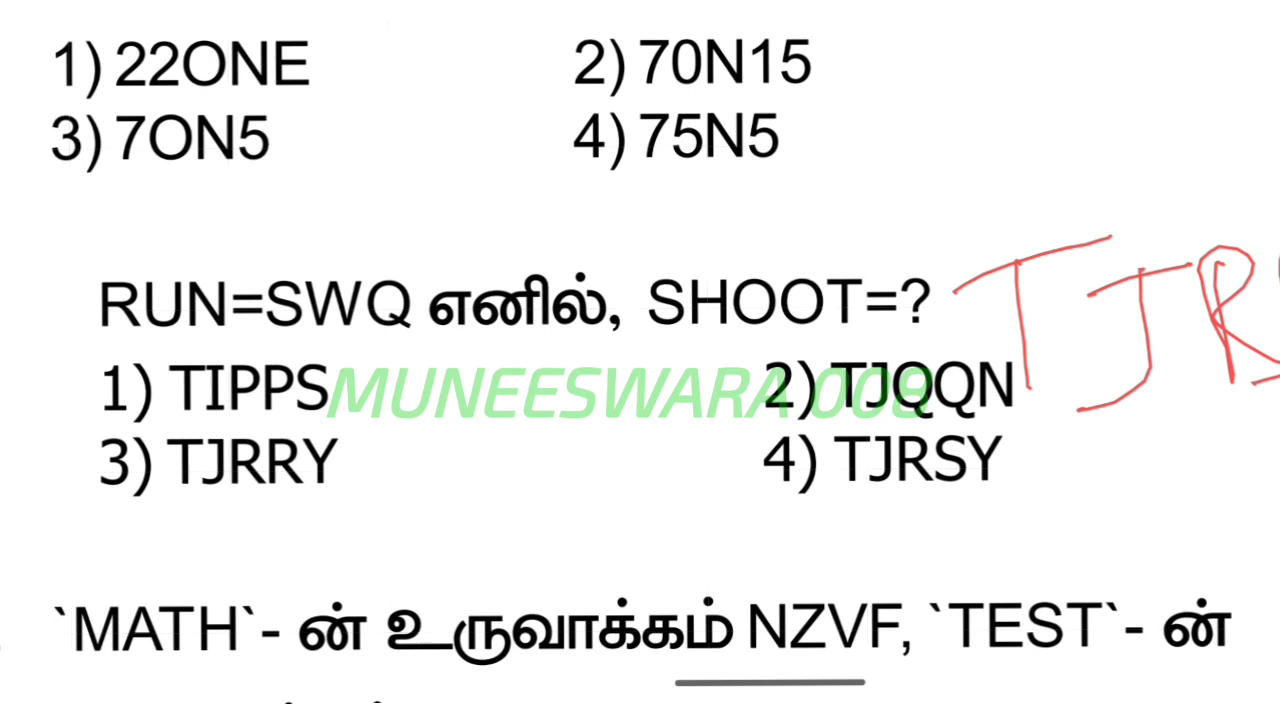 1) 22ONE 2) 70N15
3) 7ON5 4) 75N5
RUN=SWQ எனில், SHOOT=? TJR
1) TIPPS MUNEESWARA 008 2) TJQQN
3) TJRRY 4) TJRSY
`MATH`- ன் உருவாக்கம் NZVF, `TEST`- ன்